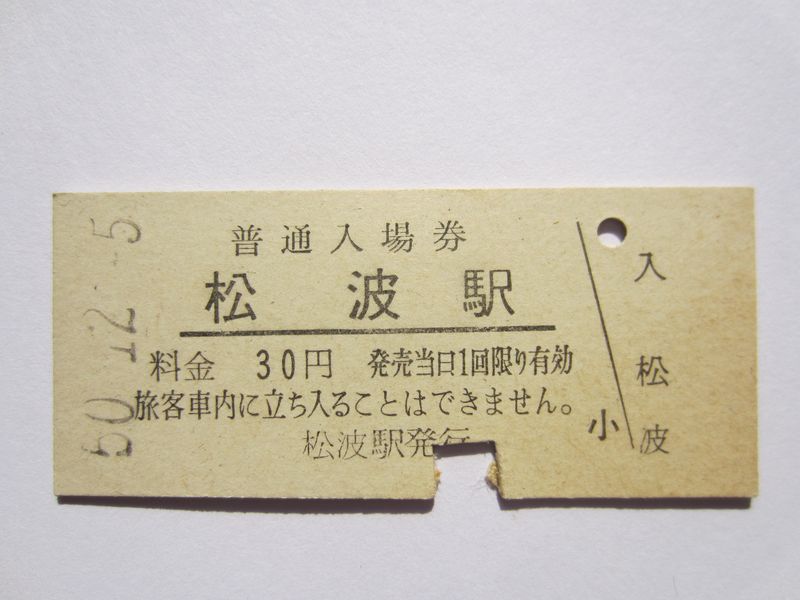 普通入場券
松波駅
料金 30円 発売当日1回限り有効
旅客車内に立ち入ることはできません。
松波駅発行
50.12.-5
入松波
小